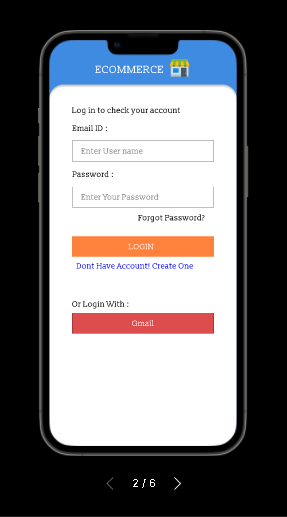 ECOMMERCE
Log in to check your account
Email ID :
Enter User name
Password :
Enter Your Password
Forgot Password?
LOGIN
Dont Have Account! Create One
Or Login With :
Gmail
2 / 6